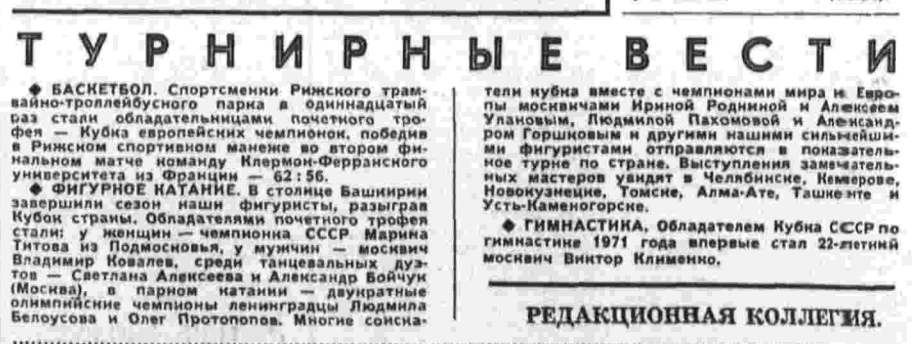 ТУРНИРНЫЕ ВЕСТИ
◆ БАСКЕТБОЛ. Спортсменки Рижского трам-
вайно-троллейбусного парка в одиннадцатый
раз стали обладательницами почетного тро-
фея — Кубка европейских чемпионок, победив
в Рижском спортивном манеже во втором фи-
нальном матче команду Клермон-Ферранского
университета из Франции — 62:56.
◆ ФИГУРНОЕ КАТАНИЕ. В столице Башкирии
завершили сезон наши фигуристы, разыграв
Кубок страны. Обладателями почетного трофея
стали: у женщин — чемпионка СССР Марина
Титова из Подмосковья, у мужчин — москвич
Владимир Ковалев, среди танцевальных дуэ-
тов — Светлана Алексеева и Александр Бойчук
(Москва), в парном катании — двукратные
олимпийские чемпионы ленинградцы Людмила
Белоусова и Олег Протопопов. Многие соиска-
тели кубка вместе с чемпионами мира и Евро-
пы москвичами Ириной Родниной и Алексеем
Улановым, Людмилой Пахомовой и Александ-
ром Горшковым и другими нашими сильнейши-
ми фигуристами отправляются в показатель-
ное турне по стране. Выступления замечатель-
ных мастеров увидят в Челябинске, Кемерове,
Новокузнецке, Томске, Алма-Ате, Ташкенте и
Усть-Каменогорске.
◆ ГИМНАСТИКА. Обладателем Кубка СССР по
гимнастике 1971 года впервые стал 22-летний
москвич Виктор Клименко.
РЕДАКЦИОННАЯ КОЛЛЕГИЯ.